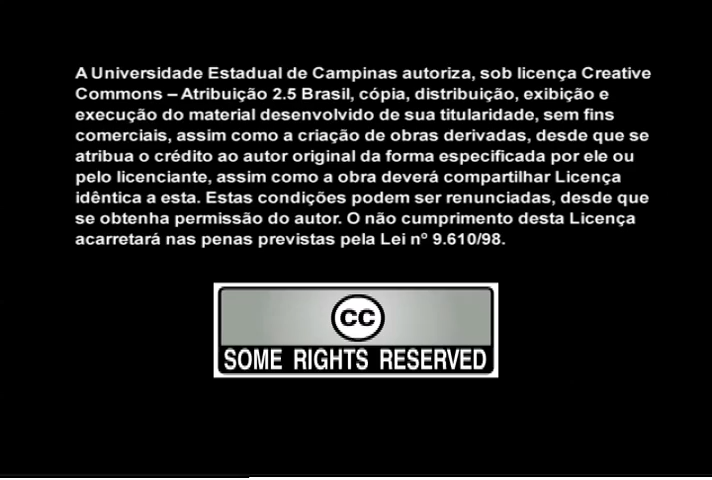 A Universidade Estadual de Campinas autoriza, sob licença Creative
Commons – Atribuição 2.5 Brasil, cópia, distribuição, exibição e
execução do material desenvolvido de sua titularidade, sem fins
comerciais, assim como a criação de obras derivadas, desde que se
atribua o crédito ao autor original da forma especificada por ele ou
pelo licenciante, assim como a obra deverá compartilhar Licença
idêntica a esta. Estas condições podem ser renunciadas, desde que
se obtenha permissão do autor. O não cumprimento desta Licença
acarretará nas penas previstas pela Lei nº 9.610/98.
CC
SOME RIGHTS RESERVED